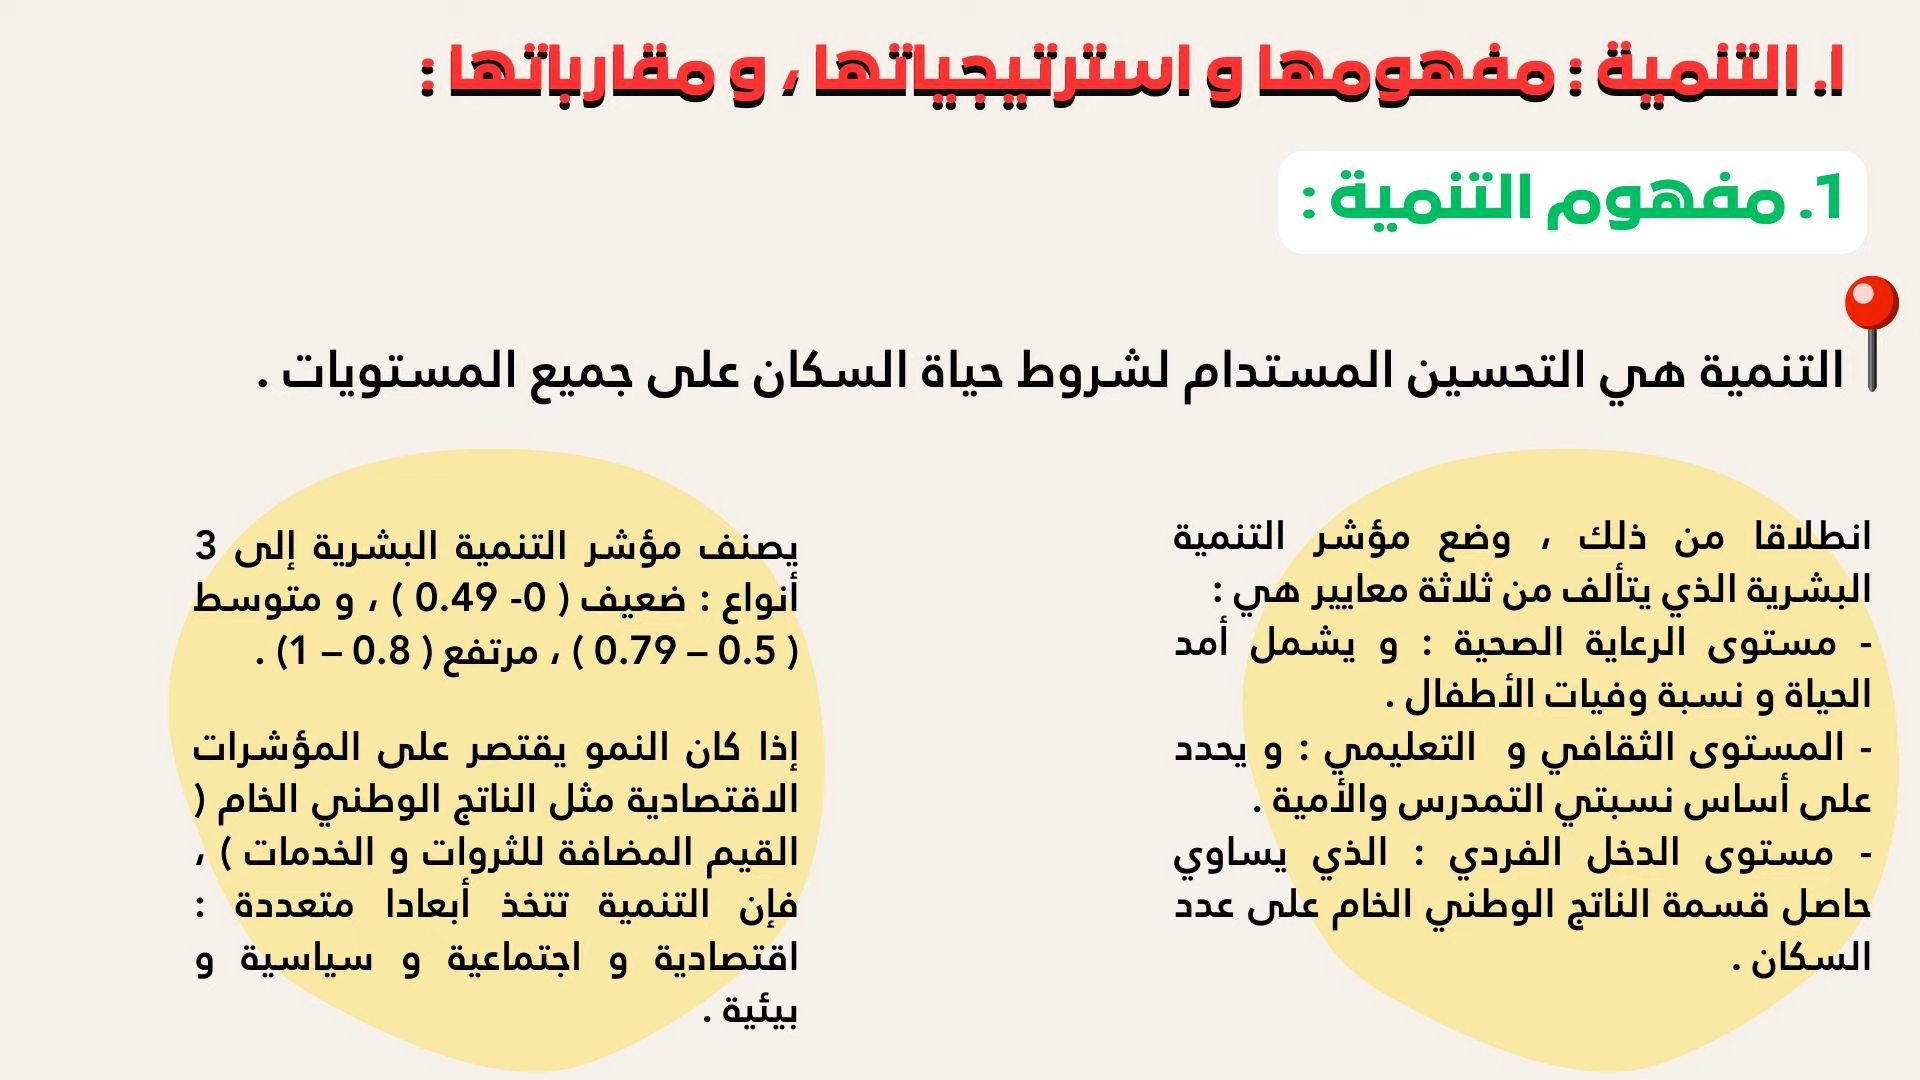 I. التنمية : مفهومها و استرتيجياتها ، و مقارباتها :
1. مفهوم التنمية :
التنمية هي التحسين المستدام لشروط حياة السكان على جميع المستويات .
انطلاقا من ذلك ، وضع مؤشر التنمية
البشرية الذي يتألف من ثلاثة معايير هي :
- مستوى الرعاية الصحية : و يشمل أمد
الحياة و نسبة وفيات الأطفال .
- المستوى الثقافي و التعليمي : و يحدد
على أساس نسبتي التمدرس والأمية .
- مستوى الدخل الفردي : الذي يساوي
حاصل قسمة الناتج الوطني الخام على عدد
السكان .
يصنف مؤشر التنمية البشرية إلى 3
أنواع : ضعيف ( 0- 0.49 ) ، و متوسط
( 0.5 – 0.79 ) ، مرتفع ( 0.8 – 1) .
إذا كان النمو يقتصر على المؤشرات
الاقتصادية مثل الناتج الوطني الخام (
القيم المضافة للثروات و الخدمات ) ،
فإن التنمية تتخذ أبعادا متعددة :
اقتصادية و اجتماعية و سياسية و
بيئية .